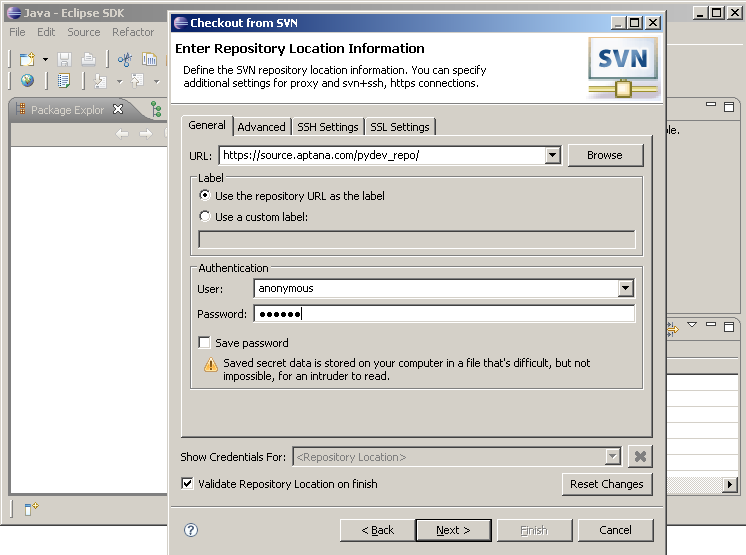 Java - Eclipse SDK
File Edit Source Refactor
Package Explor
Checkout from SVN
Enter Repository Location Information
Define the SVN repository location information. You can specify
additional settings for proxy and svn+ssh, https connections.
SVN
General Advanced SSH Settings SSL Settings
URL: https://source.aptana.com/pydev_repo/ Browse
Label
Use the repository URL as the label
Use a custom label:
Authentication
User: anonymous
Password: ●●●●●●
Save password
Saved secret data is stored on your computer in a file that's difficult, but not
impossible, for an intruder to read.
Show Credentials For: <Repository Location>
Validate Repository Location on finish Reset Changes
< Back Next > Finish Cancel